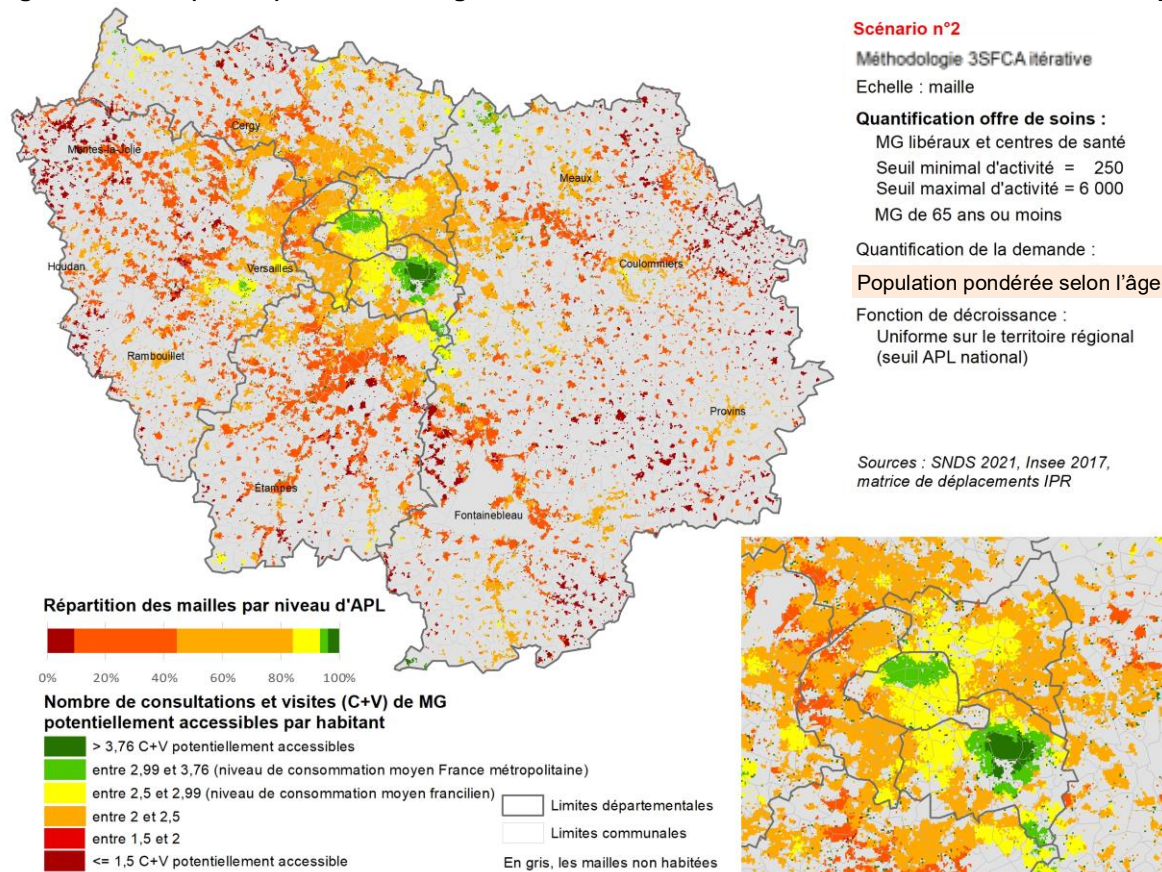 Scénario n°2
Méthodologie 3SFCA itérative
Echelle : maille
Quantification offre de soins :
MG libéraux et centres de santé
Seuil minimal d'activité = 250
Seuil maximal d'activité = 6 000
MG de 65 ans ou moins
Quantification de la demande :
Population pondérée selon l'âge
Fonction de décroissance :
Uniforme sur le territoire régional
(seuil APL national)
Sources : SNDS 2021, Insee 2017,
matrice de déplacements IPR
Cergy
Mantes-la-Jolie
Meaux
Houdan
Versailles
Coulommiers
Rambouillet
Provins
Étampes
Fontainebleau
Répartition des mailles par niveau d'APL
0% 20% 40% 60% 80% 100%
Nombre de consultations et visites (C+V) de MG
potentiellement accessibles par habitant
> 3,76 C+V potentiellement accessibles
entre 2,99 et 3,76 (niveau de consommation moyen France métropolitaine)
entre 2,5 et 2,99 (niveau de consommation moyen francilien)
entre 2 et 2,5
entre 1,5 et 2
<= 1,5 C+V potentiellement accessible
Limites départementales
Limites communales
En gris, les mailles non habitées